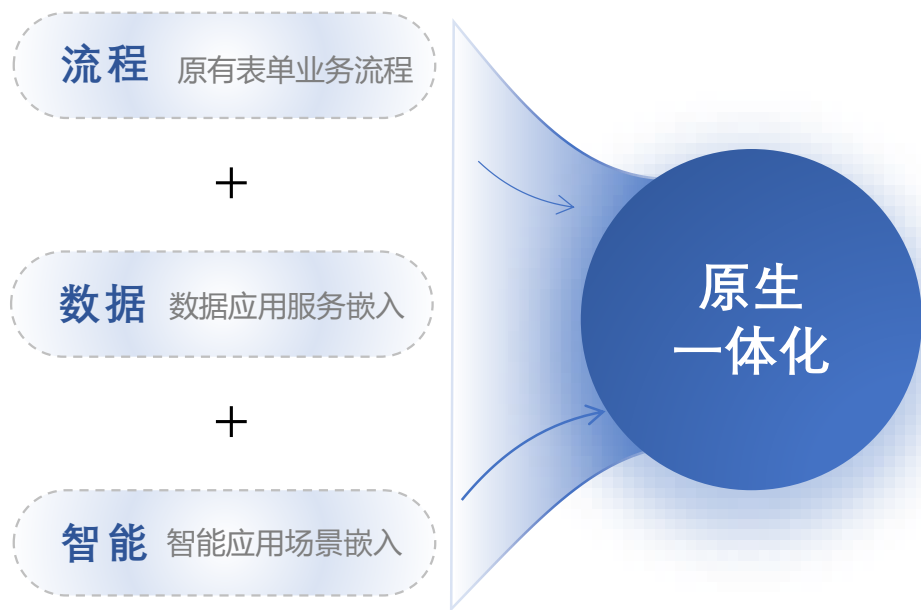 流程 原有表单业务流程
+
数据 数据应用服务嵌入
+
智能 智能应用场景嵌入
原生
一体化